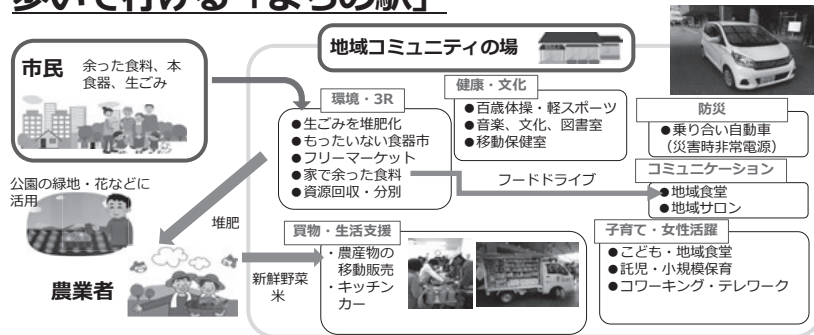 歩いて行ける「まちの駅」
地域コミュニティの場
市民
余った食料、本
食器、生ごみ
環境・3R
●生ごみを堆肥化
●もったいない食器市
●フリーマーケット
●家で余った食料
●資源回収・分別
健康・文化
●百歳体操・軽スポーツ
●音楽、文化、図書室
●移動保健室
防災
●乗り合い自動車
（災害時非常電源）
フードドライブ
コミュニケーション
●地域食堂
●地域サロン
公園の緑地・花などに
活用
堆肥
農業者
新鮮野菜
米
買物・生活支援
・農産物の
移動販売
・キッチン
カー
子育て・女性活躍
●こども・地域食堂
●託児・小規模保育
●コワーキング・テレワーク